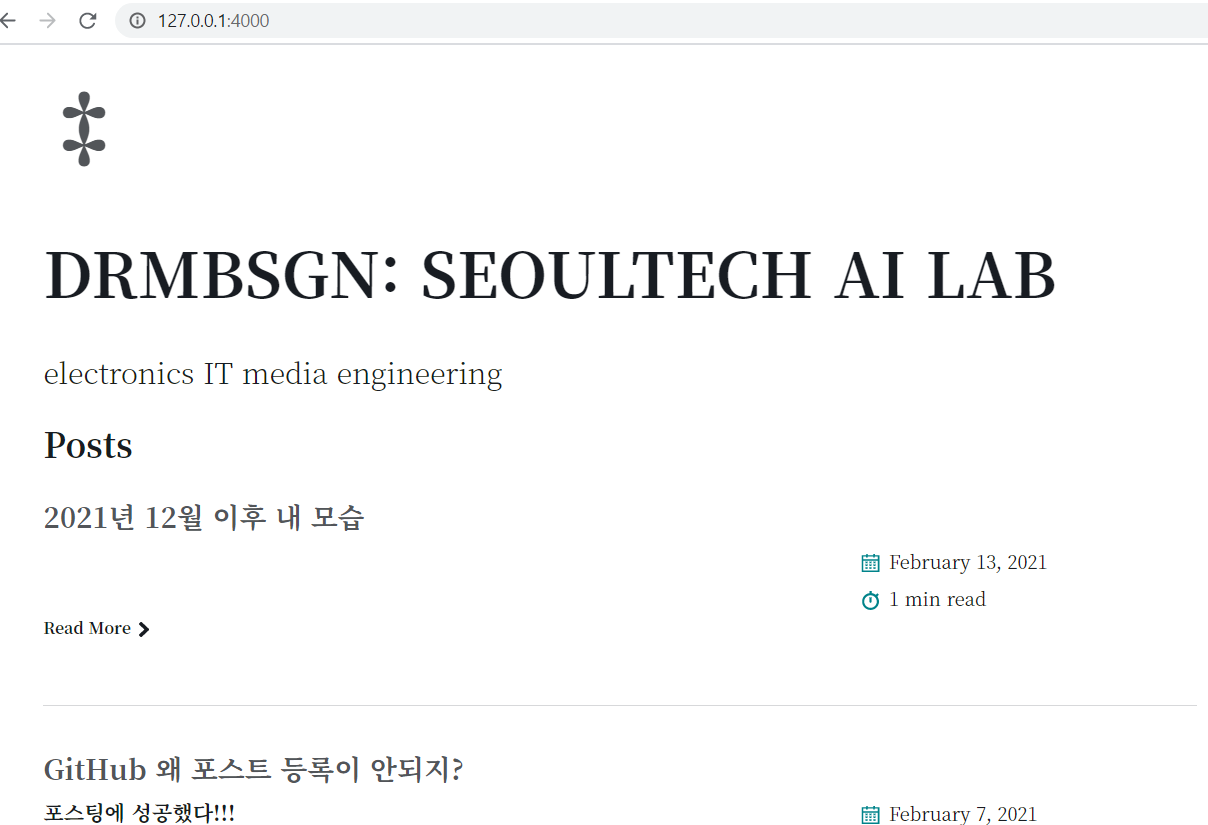 127.0.0.1:4000
DRMBSGN: SEOULTECH AI LAB
electronics IT media engineering
Posts
2021년 12월 이후 내 모습
February 13, 2021
1 min read
Read More
GitHub 왜 포스트 등록이 안되지?
포스팅에 성공했다!!!
February 7, 2021